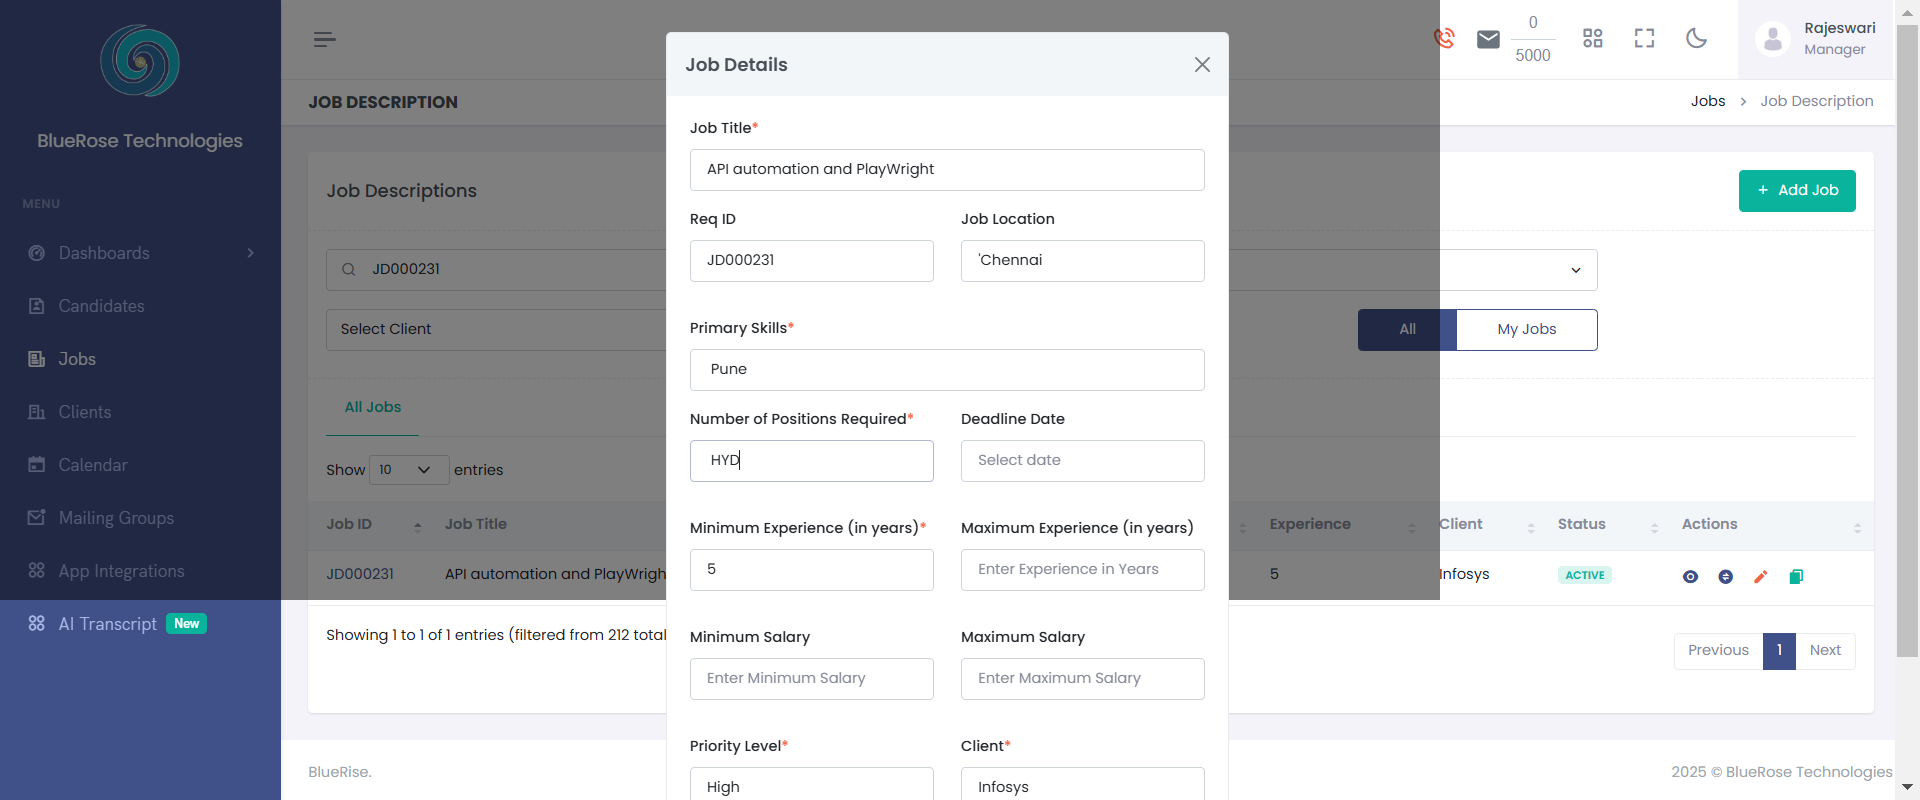 BlueRose Technologies
MENU
Dashboards
Candidates
Jobs
Clients
Calendar
Mailing Groups
App Integrations
AI Transcript New
0
5000
Rajeswari
Manager
JOB DESCRIPTION
Jobs > Job Description
Job Descriptions
+ Add Job
JD000231
Select Client
All
My Jobs
All Jobs
Show 10 entries
Job ID
Job Title
Experience
Client
Status
Actions
JD000231
API automation and PlayWrigh
5
Infosys
ACTIVE
Showing 1 to 1 of 1 entries (filtered from 212 total
Previous
1
Next
BlueRise.
2025 © BlueRose Technologies
Job Details
Job Title*
API automation and PlayWright
Req ID
Job Location
JD000231
'Chennai
Primary Skills*
Pune
Number of Positions Required*
Deadline Date
HYD
Select date
Minimum Experience (in years)*
Maximum Experience (in years)
5
Enter Experience in Years
Minimum Salary
Maximum Salary
Enter Minimum Salary
Enter Maximum Salary
Priority Level*
Client*
High
Infosys